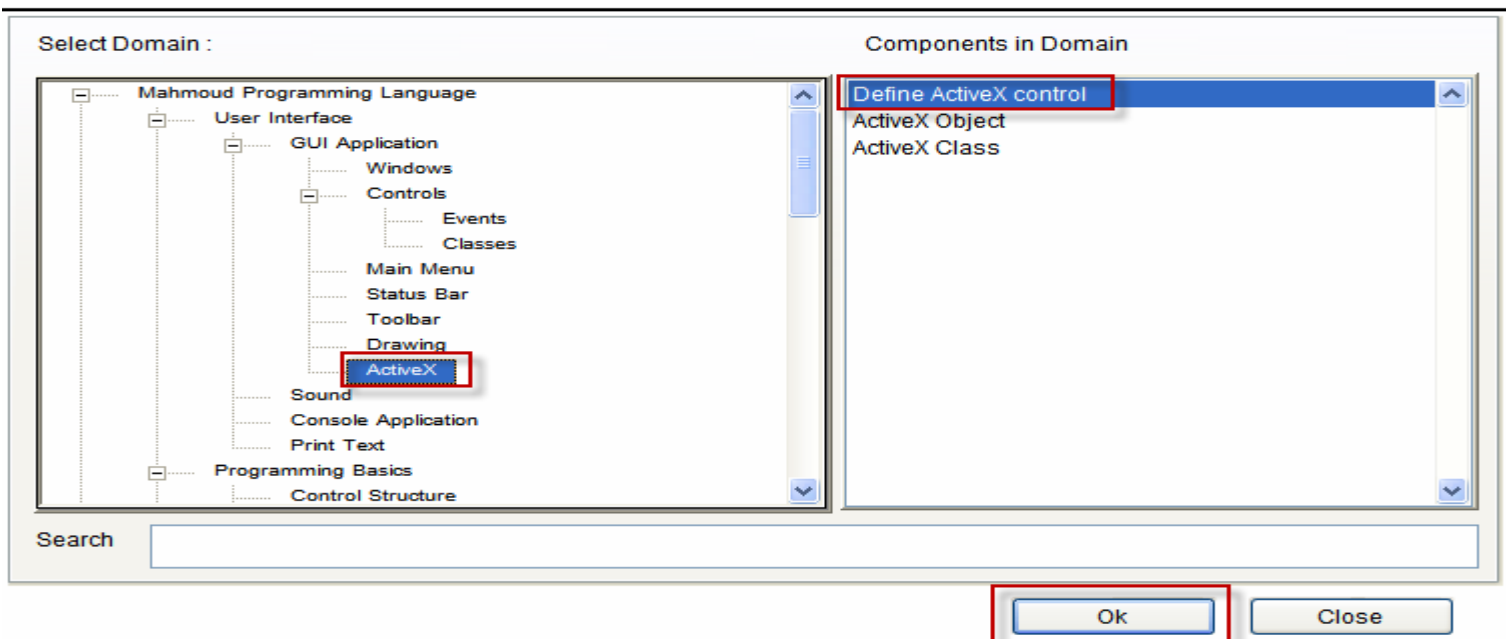 Select Domain :
Mahmoud Programming Language
User Interface
GUI Application
Windows
Controls
Events
Classes
Main Menu
Status Bar
Toolbar
Drawing
ActiveX
Sound
Console Application
Print Text
Programming Basics
Control Structure
Components in Domain
Define ActiveX control
ActiveX Object
ActiveX Class
Search
Ok
Close